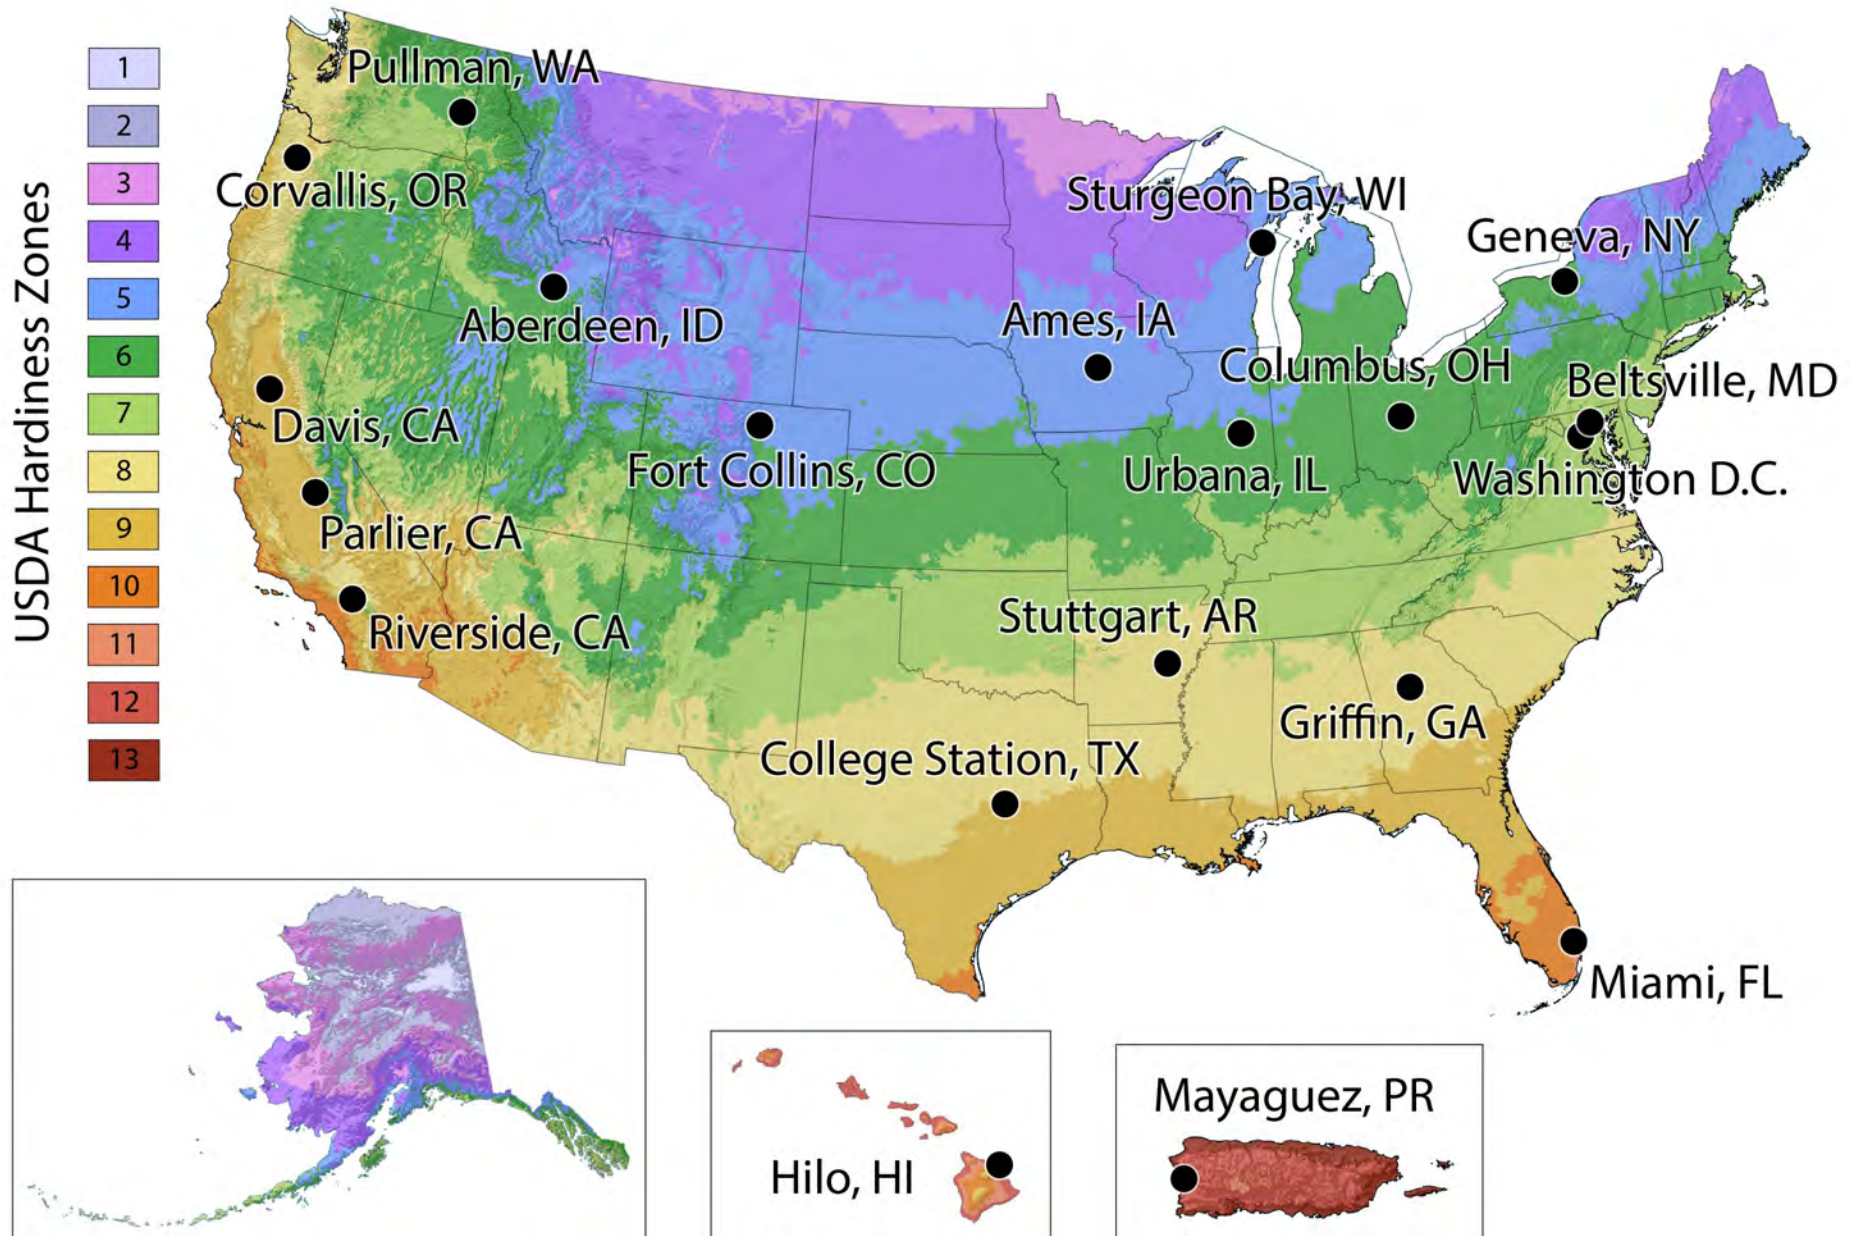 USDA Hardiness Zones
1
2
3
4
5
6
7
8
9
10
11
12
13
Pullman, WA
Corvallis, OR
Sturgeon Bay, WI
Geneva, NY
Aberdeen, ID
Ames, IA
Columbus, OH
Beltsville, MD
Davis, CA
Fort Collins, CO
Urbana, IL
Washington D.C.
Parlier, CA
Riverside, CA
Stuttgart, AR
Griffin, GA
College Station, TX
Miami, FL
Hilo, HI
Mayaguez, PR